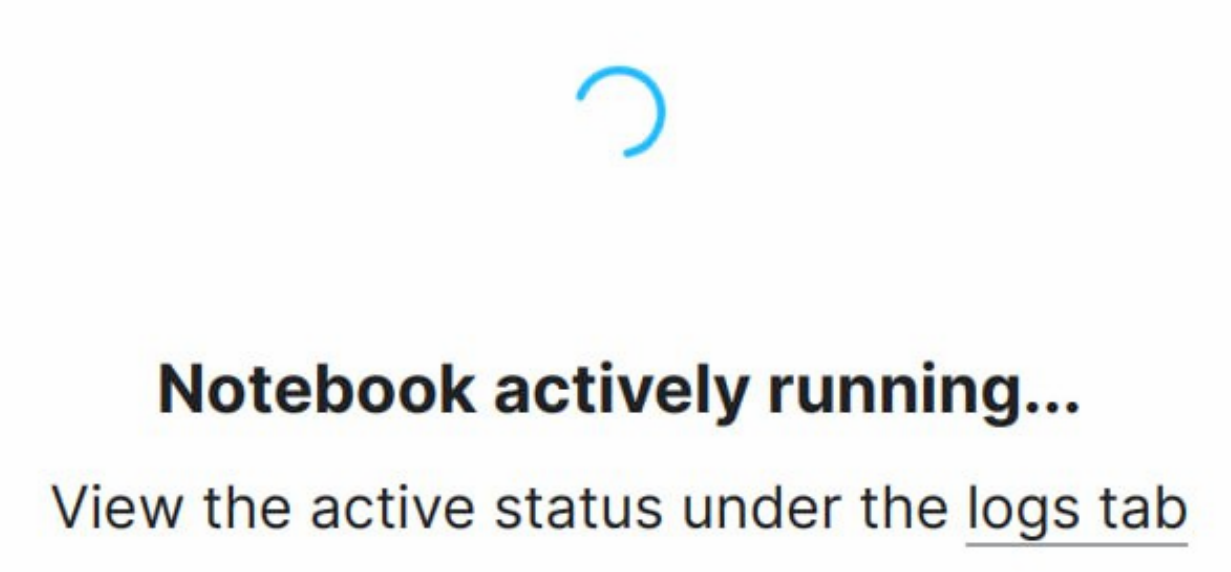 Notebook actively running...
View the active status under the logs tab